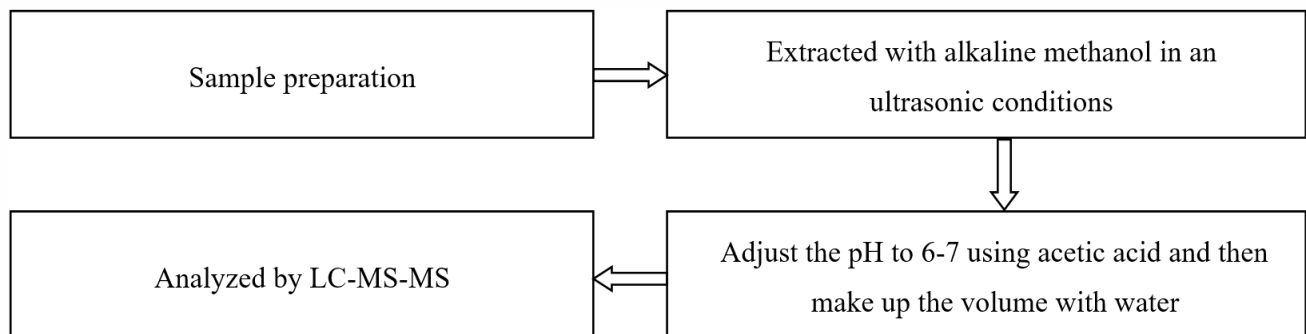 Sample preparation
Extracted with alkaline methanol in an
ultrasonic conditions
Adjust the pH to 6-7 using acetic acid and then
make up the volume with water
Analyzed by LC-MS-MS